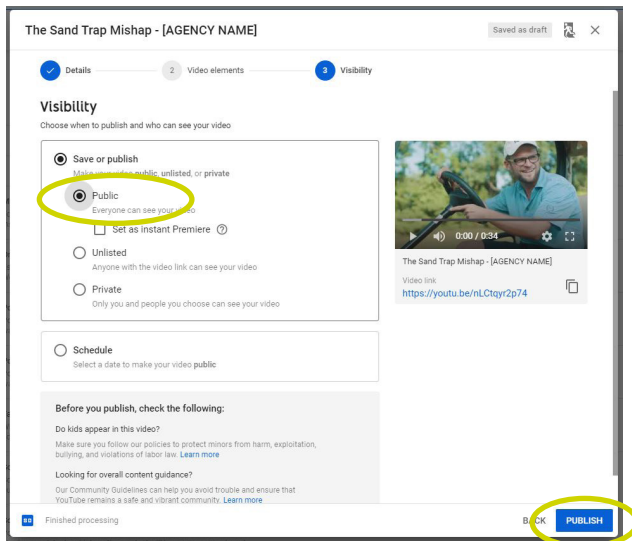 The Sand Trap Mishap - [AGENCY NAME]
Saved as draft
Details
2 Video elements
3 Visibility
Visibility
Choose when to publish and who can see your video
Save or publish
Make your video public, unlisted, or private
Public
Everyone can see your video
Set as instant Premiere
Unlisted
Anyone with the video link can see your video
Private
Only you and people you choose can see your video
Schedule
Select a date to make your video public
Before you publish, check the following:
Do kids appear in this video?
Make sure you follow our policies to protect minors from harm, exploitation,
bullying, and violations of labor law. Learn more
Looking for overall content guidance?
Our Community Guidelines can help you avoid trouble and ensure that
YouTube remains a safe and vibrant community. Learn more
0:00 / 0:34
The Sand Trap Mishap - [AGENCY NAME]
Video link
https://youtu.be/nLCtqyr2p74
SD
Finished processing
BACK
PUBLISH